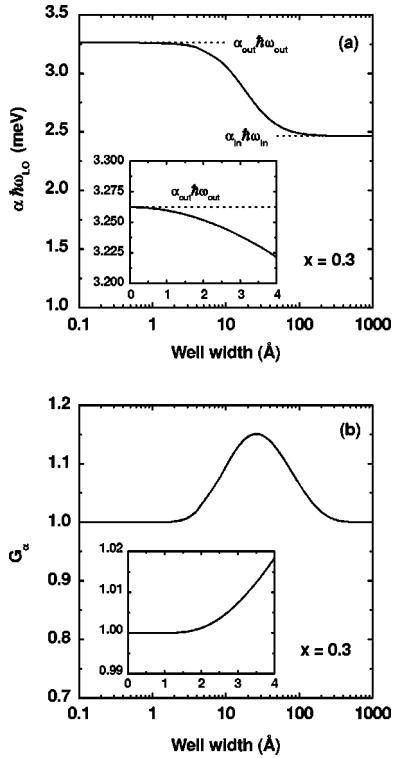 3.5
(a)
α_out ħω_out
3.0
α ħω_LO (meV)
2.5
α_in ħω_in
3.300
2.0
3.275
α_out ħω_out
3.250
1.5
3.225
x = 0.3
3.200
0 1 2 3 4
1.0
0.1 1 10 100 1000
Well width (Å)
1.2
(b)
1.1
1.0
G_α
0.9
1.02
1.01
0.8
1.00
x = 0.3
0.99
0 1 2 3 4
0.7
0.1 1 10 100 1000
Well width (Å)